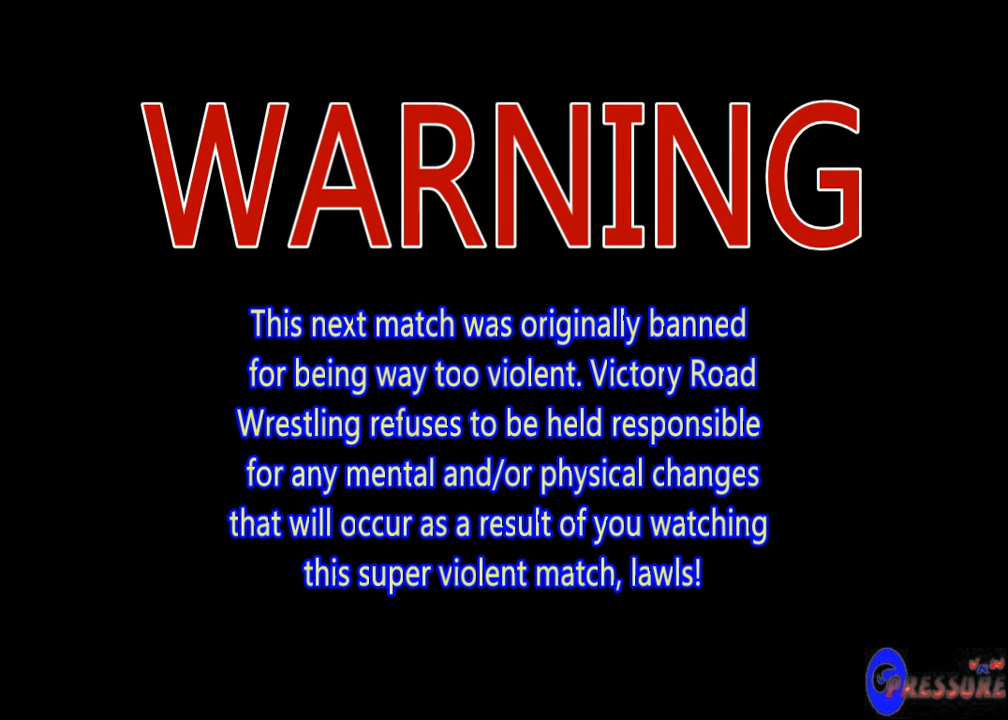 WARNING
This next match was originally banned
for being way too violent. Victory Road
Wrestling refuses to be held responsible
for any mental and/or physical changes
that will occur as a result of you watching
this super violent match, lawls!
VRW
PRESSURE